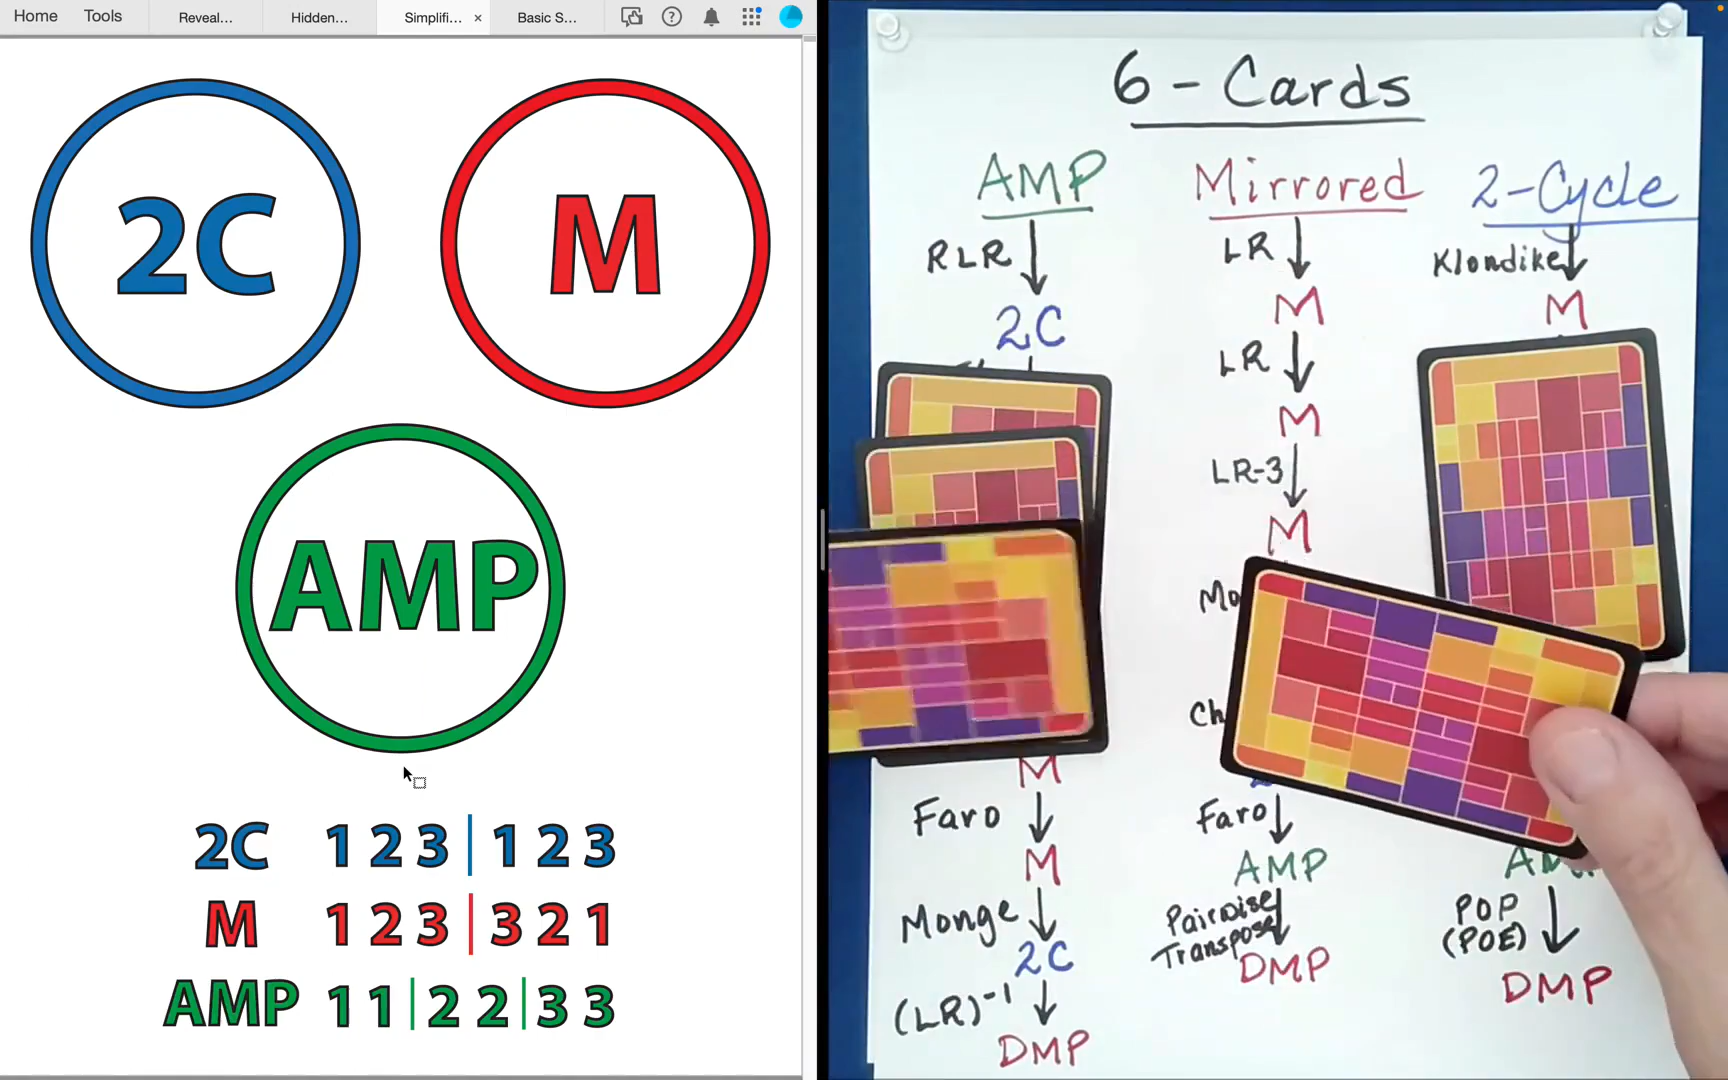 Home Tools Reveal... Hidden... Simplifi... × Basic S...
2C
M
AMP
2C 1 2 3 | 1 2 3
M 1 2 3 | 3 2 1
AMP 1 1 | 2 2 | 3 3
6 - Cards
AMP
RLR
2C
M
Faro
M
Monge
2C
(LR)⁻¹
DMP
Mirrored
LR
M
LR
M
LR-3
M
Faro
AMP
Pairwise
Transpose
DMP
2-Cycle
Klondike
M
POP
(POE)
DMP